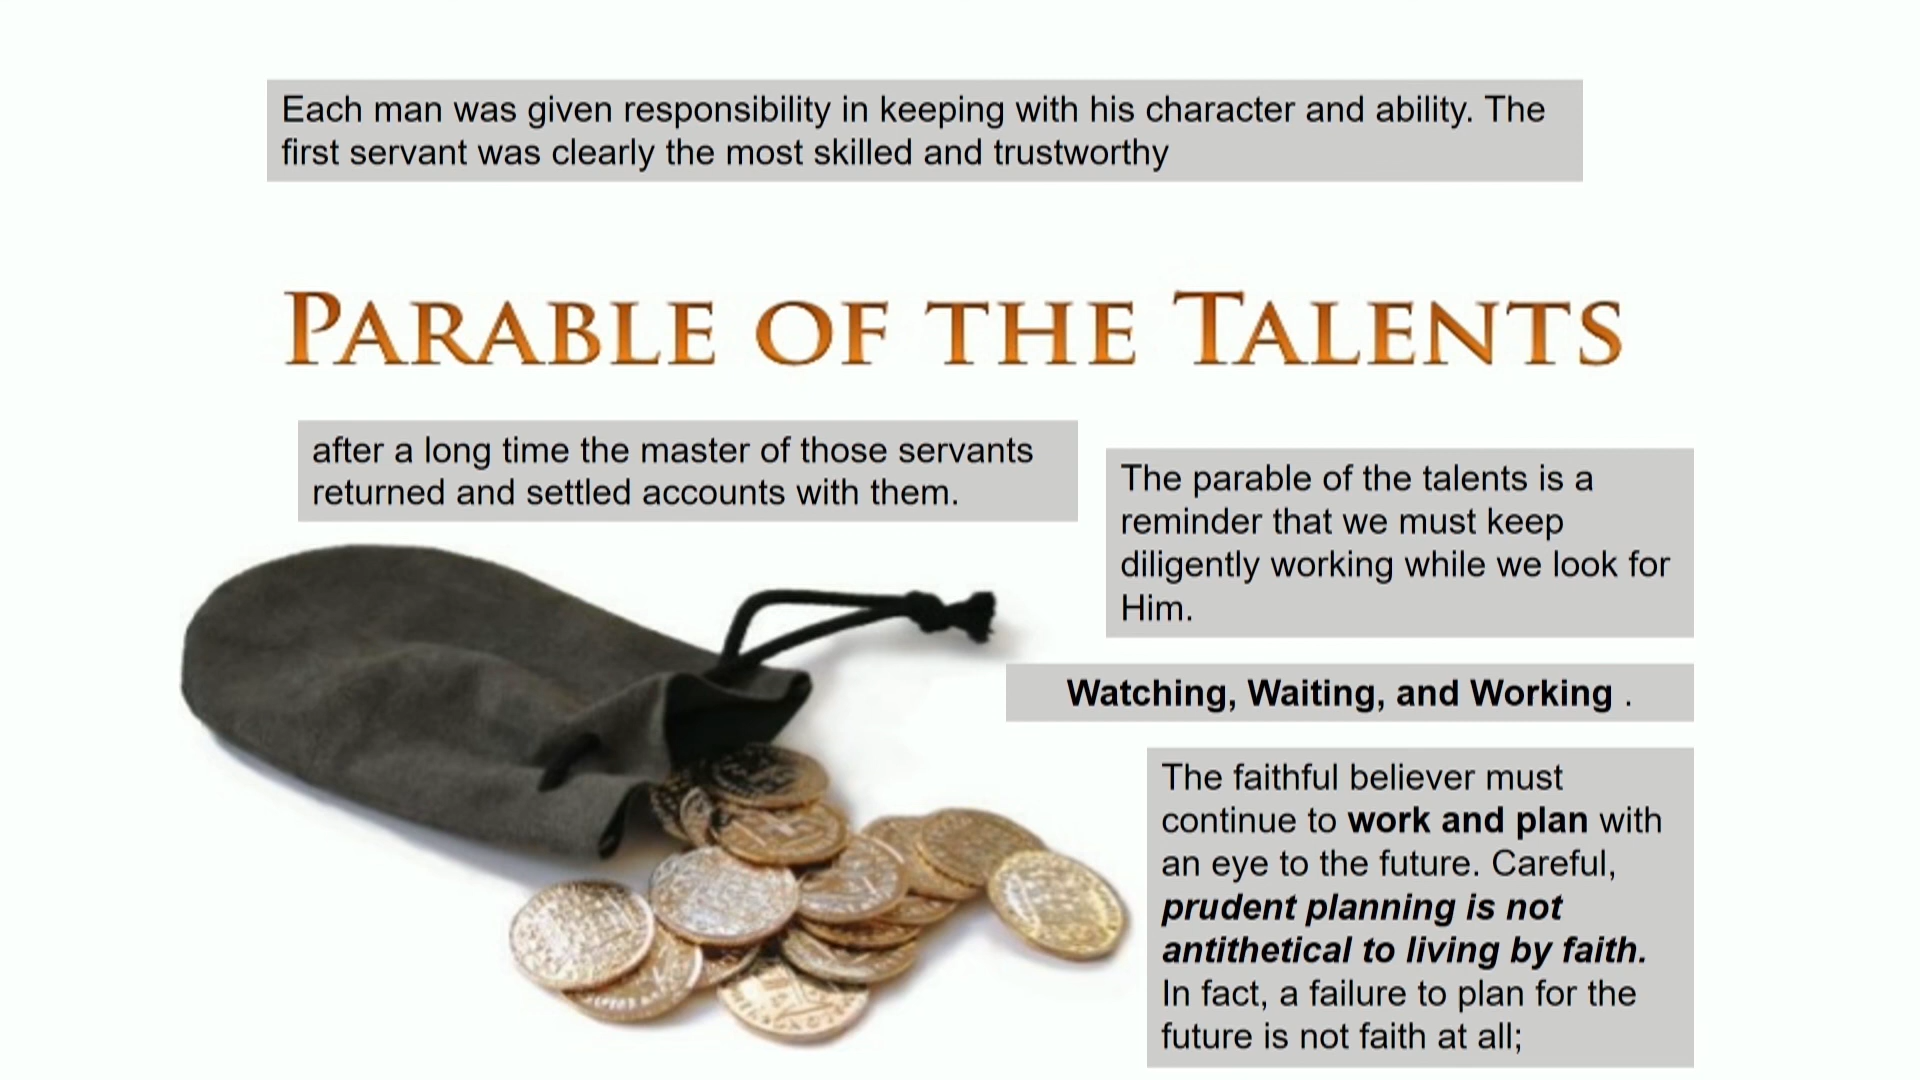 Each man was given responsibility in keeping with his character and ability. The
first servant was clearly the most skilled and trustworthy
PARABLE OF THE TALENTS
after a long time the master of those servants
returned and settled accounts with them.
The parable of the talents is a
reminder that we must keep
diligently working while we look for
Him.
Watching, Waiting, and Working .
The faithful believer must
continue to work and plan with
an eye to the future. Careful,
prudent planning is not
antithetical to living by faith.
In fact, a failure to plan for the
future is not faith at all;